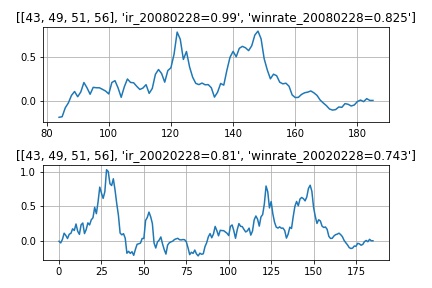 [[43, 49, 51, 56], 'ir_20080228=0.99', 'winrate_20080228=0.825']
0.5
0.0
80 100 120 140 160 180
[[43, 49, 51, 56], 'ir_20020228=0.81', 'winrate_20020228=0.743']
1.0
0.5
0.0
0 25 50 75 100 125 150 175